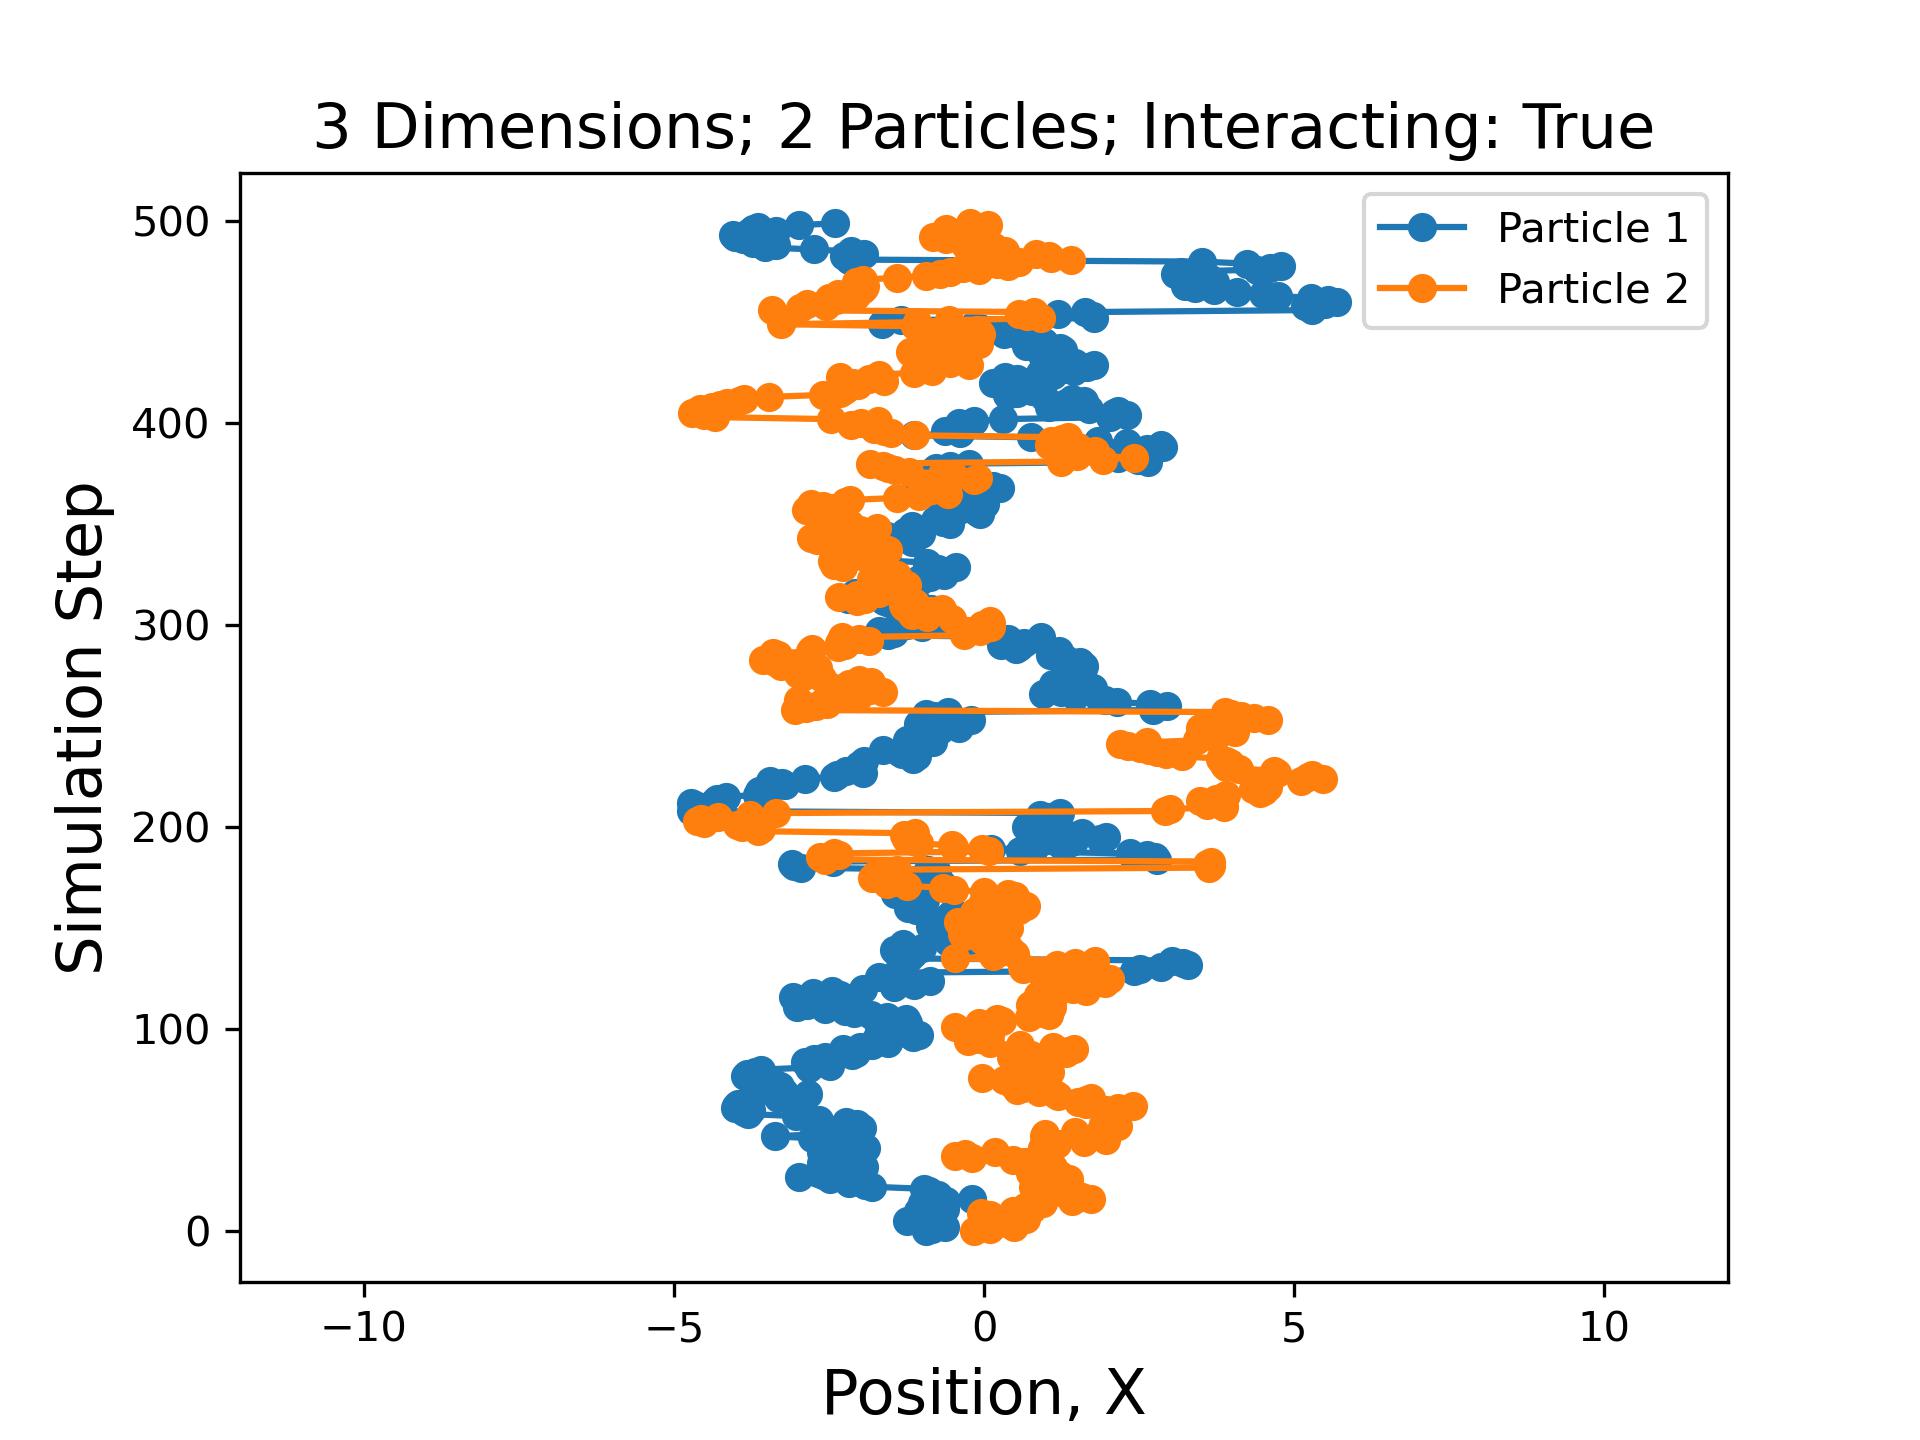 3 Dimensions; 2 Particles; Interacting: True
Particle 1
Particle 2
500
400
300
200
100
0
Simulation Step
−10
−5
0
5
10
Position, X